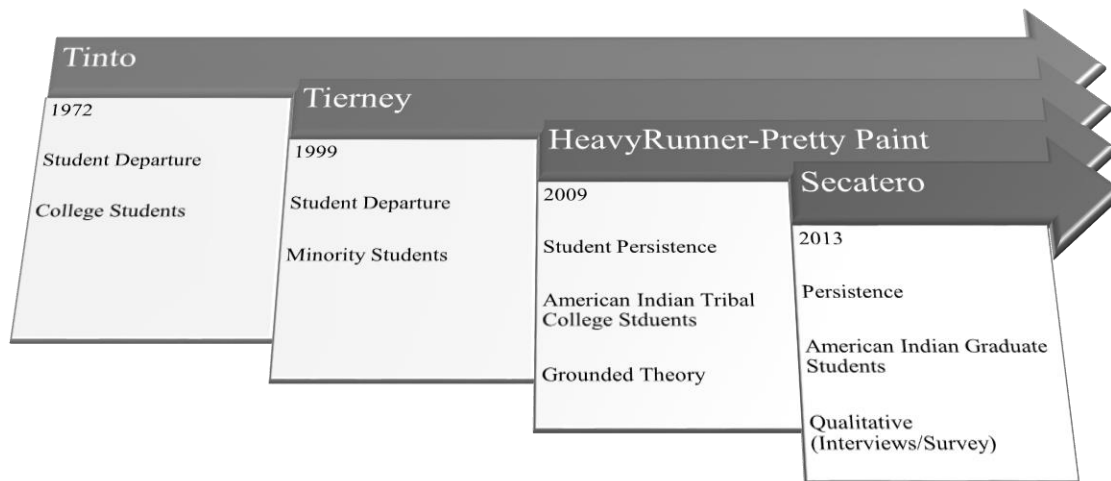 Tinto
1972
Student Departure
College Students
Tierney
1999
Student Departure
Minority Students
HeavyRunner-Pretty Paint
2009
Student Persistence
American Indian Tribal
College Stduents
Grounded Theory
Secatero
2013
Persistence
American Indian Graduate
Students
Qualitative
(Interviews/Survey)